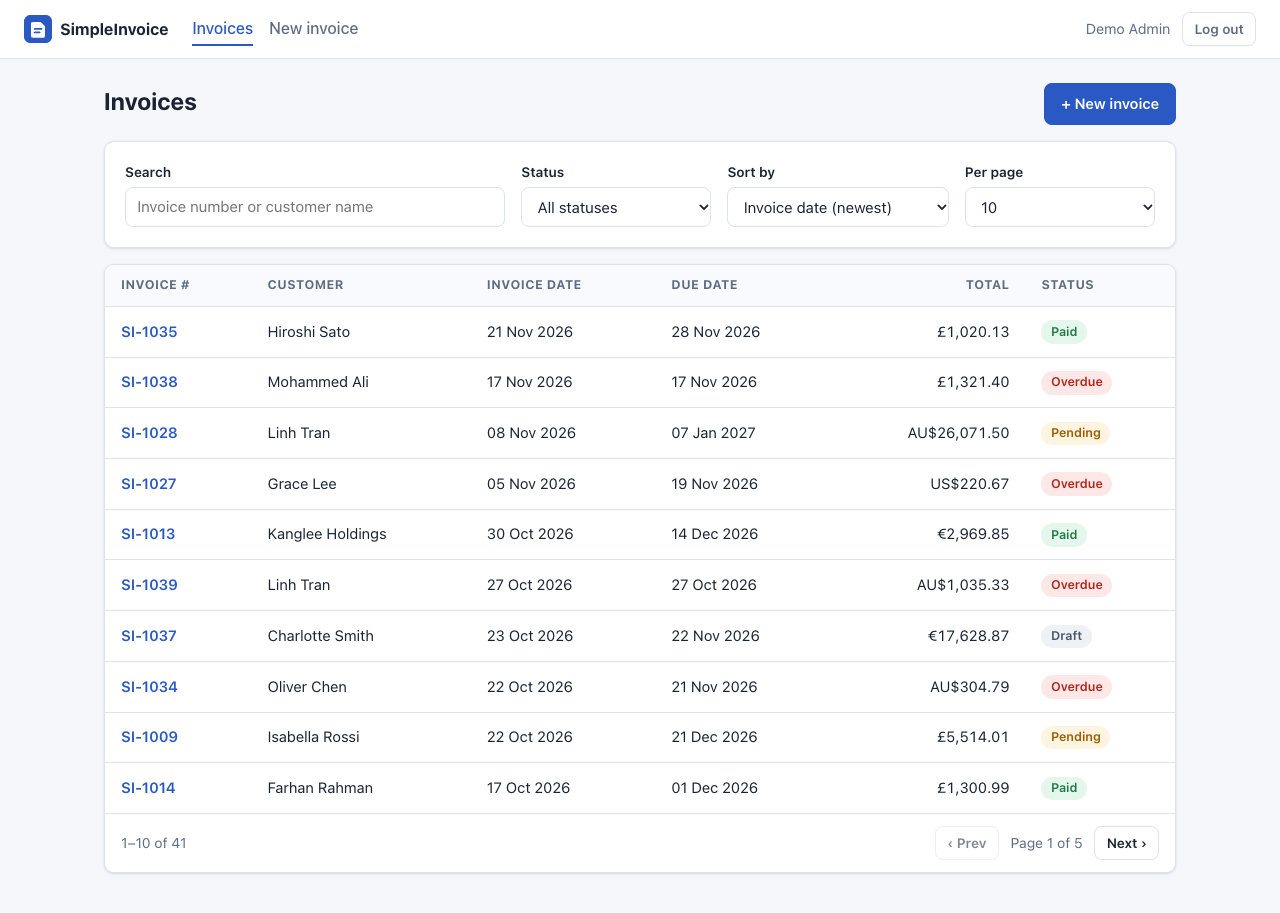 SimpleInvoice Invoices New invoice Demo Admin Log out
Invoices + New invoice
Search Status Sort by Per page
Invoice number or customer name All statuses Invoice date (newest) 10
INVOICE # CUSTOMER INVOICE DATE DUE DATE TOTAL STATUS
SI-1035 Hiroshi Sato 21 Nov 2026 28 Nov 2026 £1,020.13 Paid
SI-1038 Mohammed Ali 17 Nov 2026 17 Nov 2026 £1,321.40 Overdue
SI-1028 Linh Tran 08 Nov 2026 07 Jan 2027 AU$26,071.50 Pending
SI-1027 Grace Lee 05 Nov 2026 19 Nov 2026 US$220.67 Overdue
SI-1013 Kanglee Holdings 30 Oct 2026 14 Dec 2026 €2,969.85 Paid
SI-1039 Linh Tran 27 Oct 2026 27 Oct 2026 AU$1,035.33 Overdue
SI-1037 Charlotte Smith 23 Oct 2026 22 Nov 2026 €17,628.87 Draft
SI-1034 Oliver Chen 22 Oct 2026 21 Nov 2026 AU$304.79 Overdue
SI-1009 Isabella Rossi 22 Oct 2026 21 Dec 2026 £5,514.01 Pending
SI-1014 Farhan Rahman 17 Oct 2026 01 Dec 2026 £1,300.99 Paid
1–10 of 41 ‹ Prev Page 1 of 5 Next ›